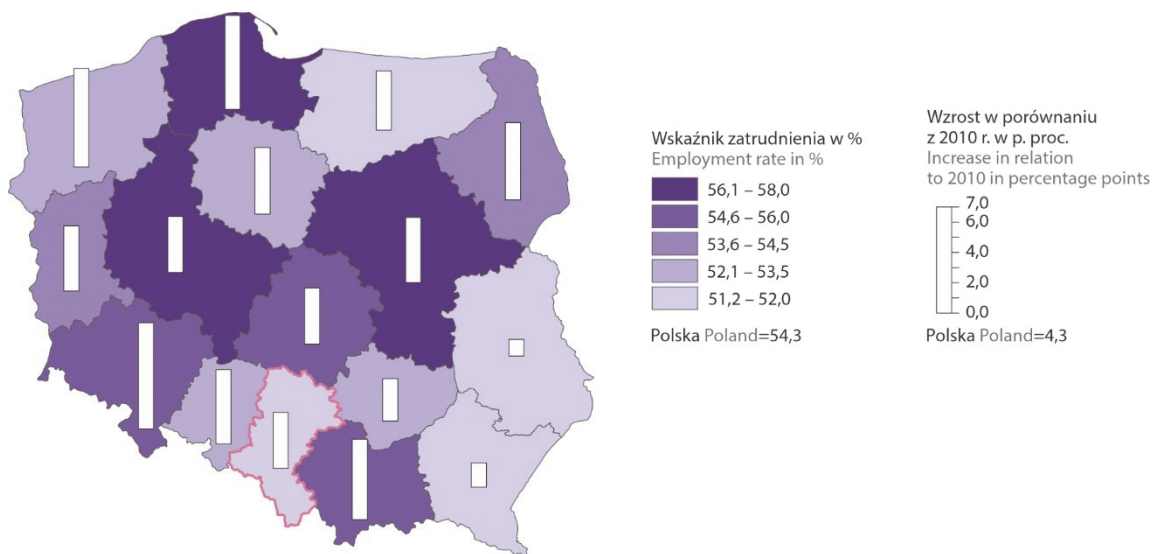 Wskaźnik zatrudnienia w %
Employment rate in %
56,1 – 58,0
54,6 – 56,0
53,6 – 54,5
52,1 – 53,5
51,2 – 52,0
Polska Poland=54,3
Wzrost w porównaniu
z 2010 r. w p. proc.
Increase in relation
to 2010 in percentage points
7,0
6,0
4,0
2,0
0,0
Polska Poland=4,3